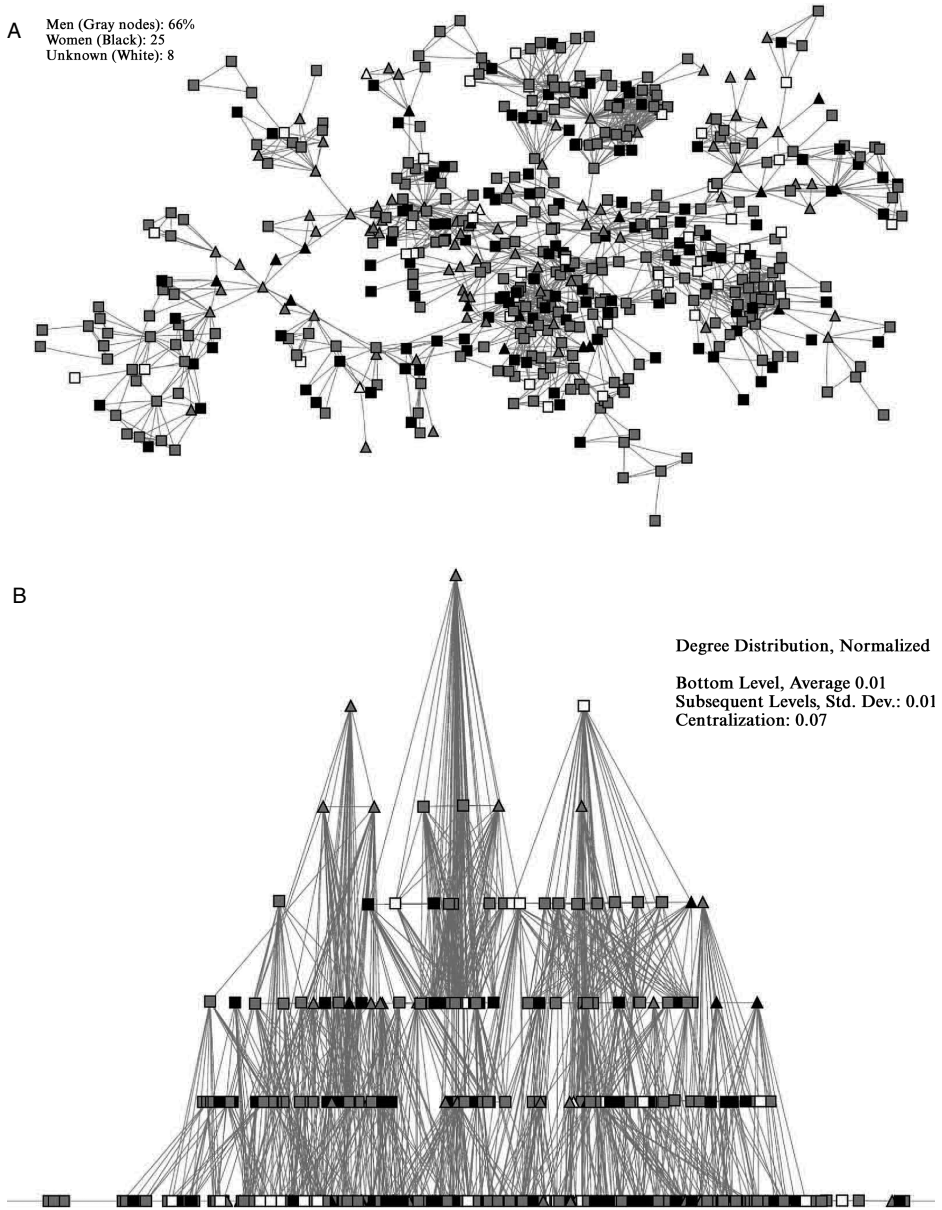 A
Men (Gray nodes): 66%
Women (Black): 25
Unknown (White): 8
B
Degree Distribution, Normalized
Bottom Level, Average 0.01
Subsequent Levels, Std. Dev.: 0.01
Centralization: 0.07